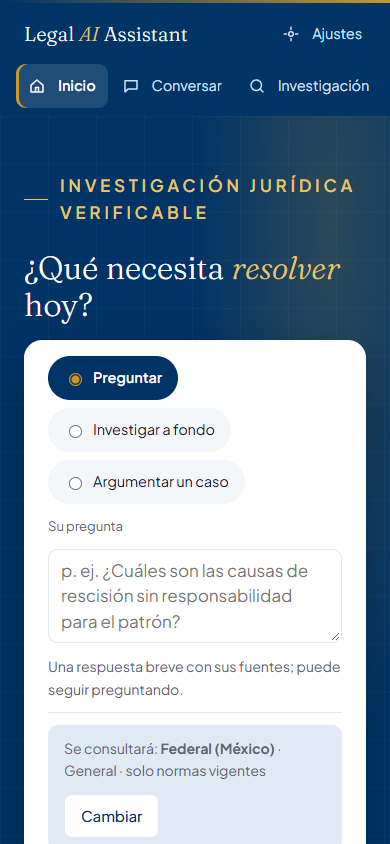 Legal AI Assistant
Ajustes
Inicio
Conversar
Investigación
INVESTIGACIÓN JURÍDICA
VERIFICABLE
¿Qué necesita resolver
hoy?
Preguntar
Investigar a fondo
Argumentar un caso
Su pregunta
p. ej. ¿Cuáles son las causas de
rescisión sin responsabilidad
para el patrón?
Una respuesta breve con sus fuentes; puede
seguir preguntando.
Se consultará: Federal (México) ·
General · solo normas vigentes
Cambiar